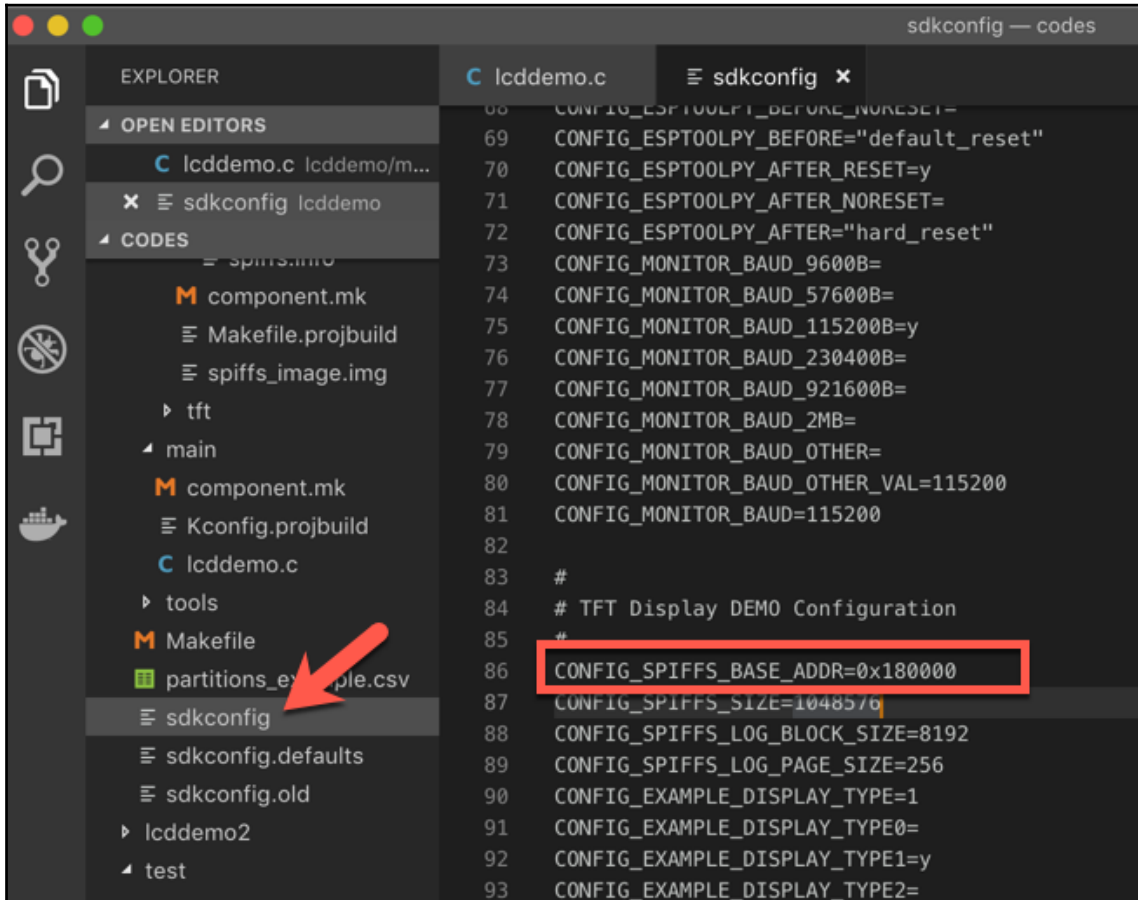 sdkconfig — codes
EXPLORER
OPEN EDITORS
lcddemo.c lcddemo/m...
sdkconfig lcddemo
CODES
spiffs.info
component.mk
Makefile.projbuild
spiffs_image.img
tft
main
component.mk
Kconfig.projbuild
lcddemo.c
tools
Makefile
sdkconfig
sdkconfig.defaults
sdkconfig.old
lcddemo2
test
lcddemo.c sdkconfig
68 CONFIG_ESPTOOLPY_BEFORE_NORESET=
69 CONFIG_ESPTOOLPY_BEFORE="default_reset"
70 CONFIG_ESPTOOLPY_AFTER_RESET=y
71 CONFIG_ESPTOOLPY_AFTER_NORESET=
72 CONFIG_ESPTOOLPY_AFTER="hard_reset"
73 CONFIG_MONITOR_BAUD_9600B=
74 CONFIG_MONITOR_BAUD_57600B=
75 CONFIG_MONITOR_BAUD_115200B=y
76 CONFIG_MONITOR_BAUD_230400B=
77 CONFIG_MONITOR_BAUD_921600B=
78 CONFIG_MONITOR_BAUD_2MB=
79 CONFIG_MONITOR_BAUD_OTHER=
80 CONFIG_MONITOR_BAUD_OTHER_VAL=115200
81 CONFIG_MONITOR_BAUD=115200
82
83 #
84 # TFT Display DEMO Configuration
85 #
86 CONFIG_SPIFFS_BASE_ADDR=0x180000
87 CONFIG_SPIFFS_SIZE=1048576
88 CONFIG_SPIFFS_LOG_BLOCK_SIZE=8192
89 CONFIG_SPIFFS_LOG_PAGE_SIZE=256
90 CONFIG_EXAMPLE_DISPLAY_TYPE=1
91 CONFIG_EXAMPLE_DISPLAY_TYPE0=
92 CONFIG_EXAMPLE_DISPLAY_TYPE1=y
93 CONFIG_EXAMPLE_DISPLAY_TYPE2=